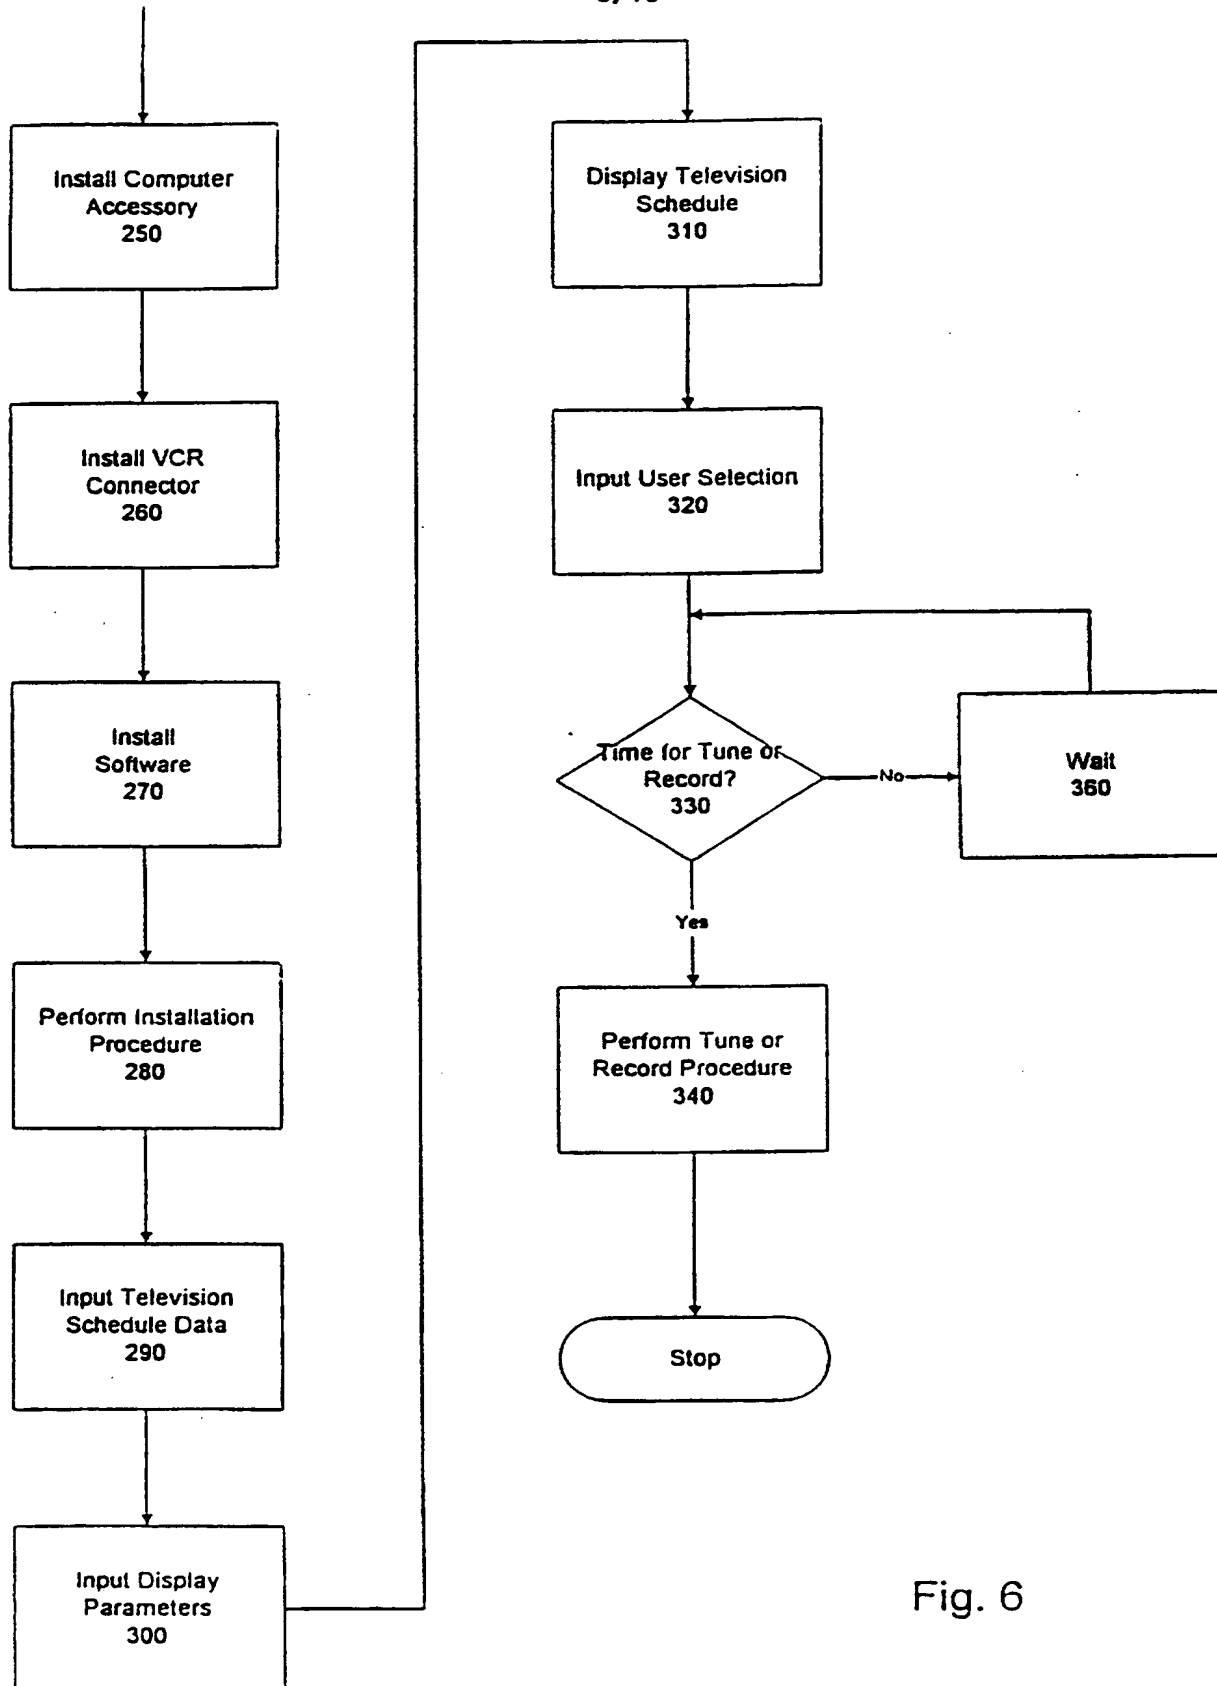 Install Computer
Accessory
250
Install VCR
Connector
260
Install
Software
270
Perform Installation
Procedure
280
Input Television
Schedule Data
290
Input Display
Parameters
300
Display Television
Schedule
310
Input User Selection
320
Time for Tune or
Record?
330
No
Wait
360
Yes
Perform Tune or
Record Procedure
340
Stop
Fig. 6